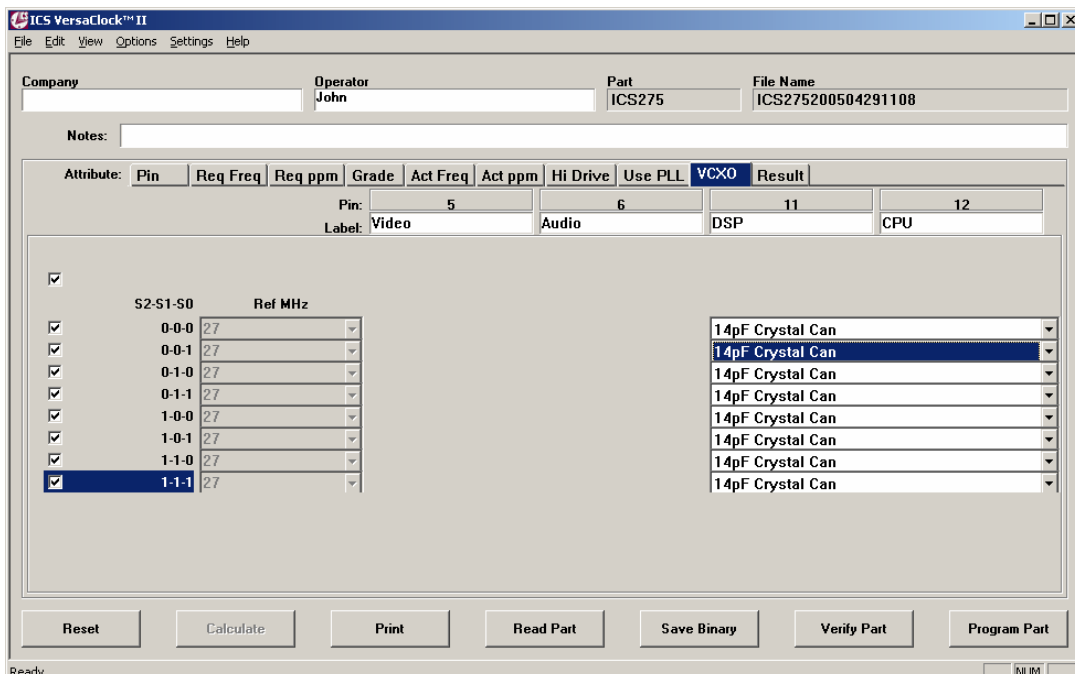 ICS VersaClock™ II
File Edit View Options Settings Help
Company Operator Part File Name
John ICS275 ICS275200504291108
Notes:
Attribute: Pin Req Freq Req ppm Grade Act Freq Act ppm Hi Drive Use PLL VCXO Result
Pin: 5 6 11 12
Label: Video Audio DSP CPU
S2-S1-S0 Ref MHz
0-0-0 27 14pF Crystal Can
0-0-1 27 14pF Crystal Can
0-1-0 27 14pF Crystal Can
0-1-1 27 14pF Crystal Can
1-0-0 27 14pF Crystal Can
1-0-1 27 14pF Crystal Can
1-1-0 27 14pF Crystal Can
1-1-1 27 14pF Crystal Can
Reset Calculate Print Read Part Save Binary Verify Part Program Part
Ready NUM